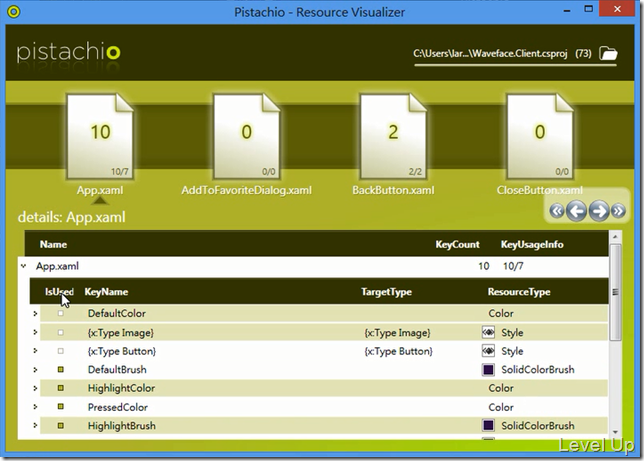 Pistachio - Resource Visualizer
pistachio
C:\Users\lar...\Waveface.Client.csproj (73)
10 0 2 0
10/7 0/0 2/2 0/0
App.xaml AddToFavoriteDialog.xaml BackButton.xaml CloseButton.xaml
details: App.xaml
Name KeyCount KeyUsageInfo
App.xaml 10 10/7
IsUsed KeyName TargetType ResourceType
DefaultColor Color
{x:Type Image} {x:Type Image} Style
{x:Type Button} {x:Type Button} Style
DefaultBrush SolidColorBrush
HighlightColor Color
PressedColor Color
HighlightBrush SolidColorBrush
Level Up